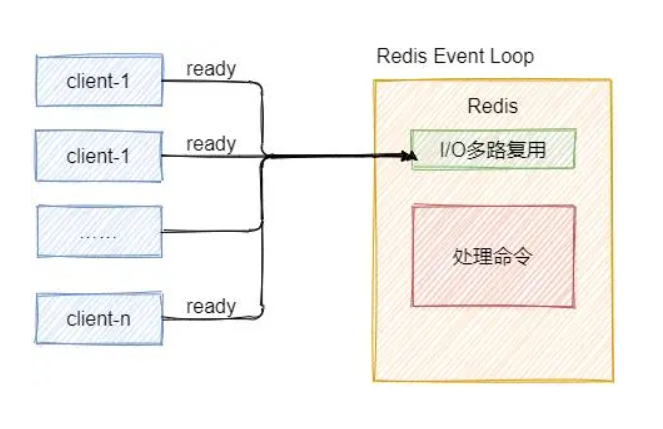 Redis Event Loop
client-1
ready
Redis
client-1
ready
I/O多路复用
……
处理命令
client-n
ready